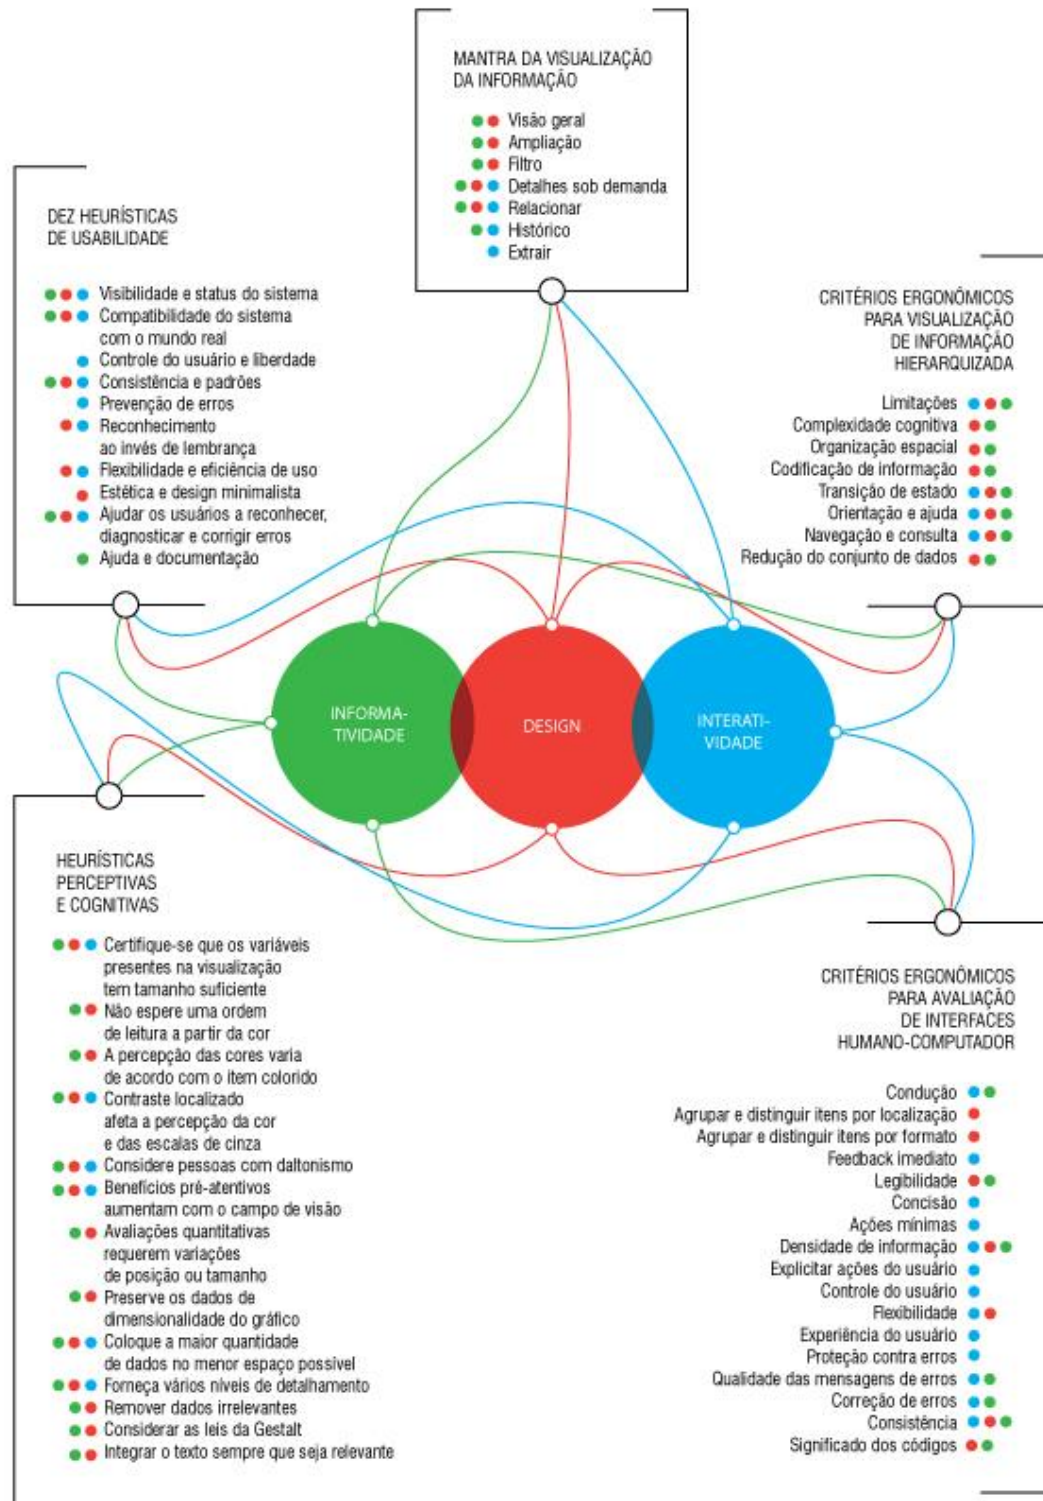 MANTRA DA VISUALIZAÇÃO
DA INFORMAÇÃO
Visão geral
Ampliação
Filtro
Detalhes sob demanda
Relacionar
Histórico
Extrair
DEZ HEURÍSTICAS
DE USABILIDADE
Visibilidade e status do sistema
Compatibilidade do sistema
com o mundo real
Controle do usuário e liberdade
Consistência e padrões
Prevenção de erros
Reconhecimento
ao invés de lembrança
Flexibilidade e eficiência de uso
Estética e design minimalista
Ajudar os usuários a reconhecer,
diagnosticar e corrigir erros
Ajuda e documentação
CRITÉRIOS ERGONÔMICOS
PARA VISUALIZAÇÃO
DE INFORMAÇÃO
HIERARQUIZADA
Limitações
Complexidade cognitiva
Organização espacial
Codificação de informação
Transição de estado
Orientação e ajuda
Navegação e consulta
Redução do conjunto de dados
INFORMA-
TIVIDADE
DESIGN
INTERATI-
VIDADE
HEURÍSTICAS
PERCEPTIVAS
E COGNITIVAS
Certifique-se que os variáveis
presentes na visualização
tem tamanho suficiente
Não espere uma ordem
de leitura a partir da cor
A percepção das cores varia
de acordo com o item colorido
Contraste localizado
afeta a percepção da cor
e das escalas de cinza
Considere pessoas com daltonismo
Benefícios pré-atentivos
aumentam com o campo de visão
Avaliações quantitativas
requerem variações
de posição ou tamanho
Preserve os dados de
dimensionalidade do gráfico
Coloque a maior quantidade
de dados no menor espaço possível
Forneça vários níveis de detalhamento
Remover dados irrelevantes
Considerar as leis da Gestalt
Integrar o texto sempre que seja relevante
CRITÉRIOS ERGONÔMICOS
PARA AVALIAÇÃO
DE INTERFACES
HUMANO-COMPUTADOR
Condução
Agrupar e distinguir itens por localização
Agrupar e distinguir itens por formato
Feedback imediato
Legibilidade
Concisão
Ações mínimas
Densidade de informação
Explicitar ações do usuário
Controle do usuário
Flexibilidade
Experiência do usuário
Proteção contra erros
Qualidade das mensagens de erros
Correção de erros
Consistência
Significado dos códigos